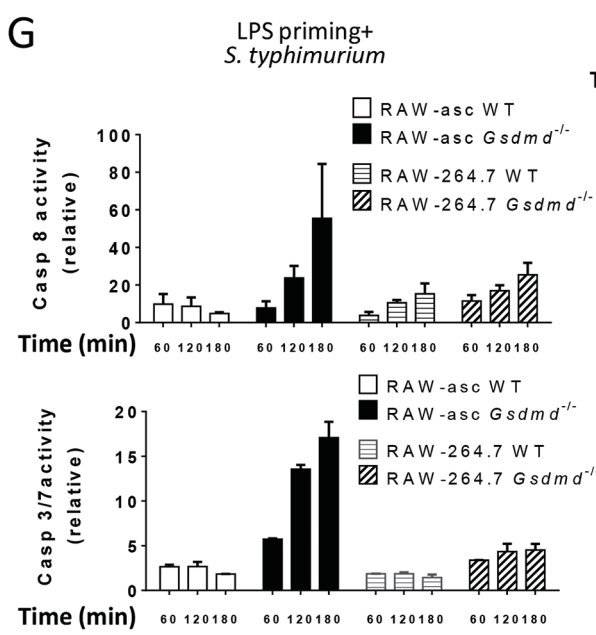 G
LPS priming+
S. typhimurium
T
RAW-asc WT
RAW-asc Gsdmd-/-
RAW-264.7 WT
RAW-264.7 Gsdmd-/-
Casp 8 activity
(relative)
100
80
60
40
20
0
Time (min)
60 120 180 60 120 180 60 120 180 60 120 180
RAW-asc WT
RAW-asc Gsdmd-/-
RAW-264.7 WT
RAW-264.7 Gsdmd-/
Casp 3/7activity
(relative)
20
15
10
5
0
Time (min)
60 120 180 60 120 180 60 120 180 60 120 180